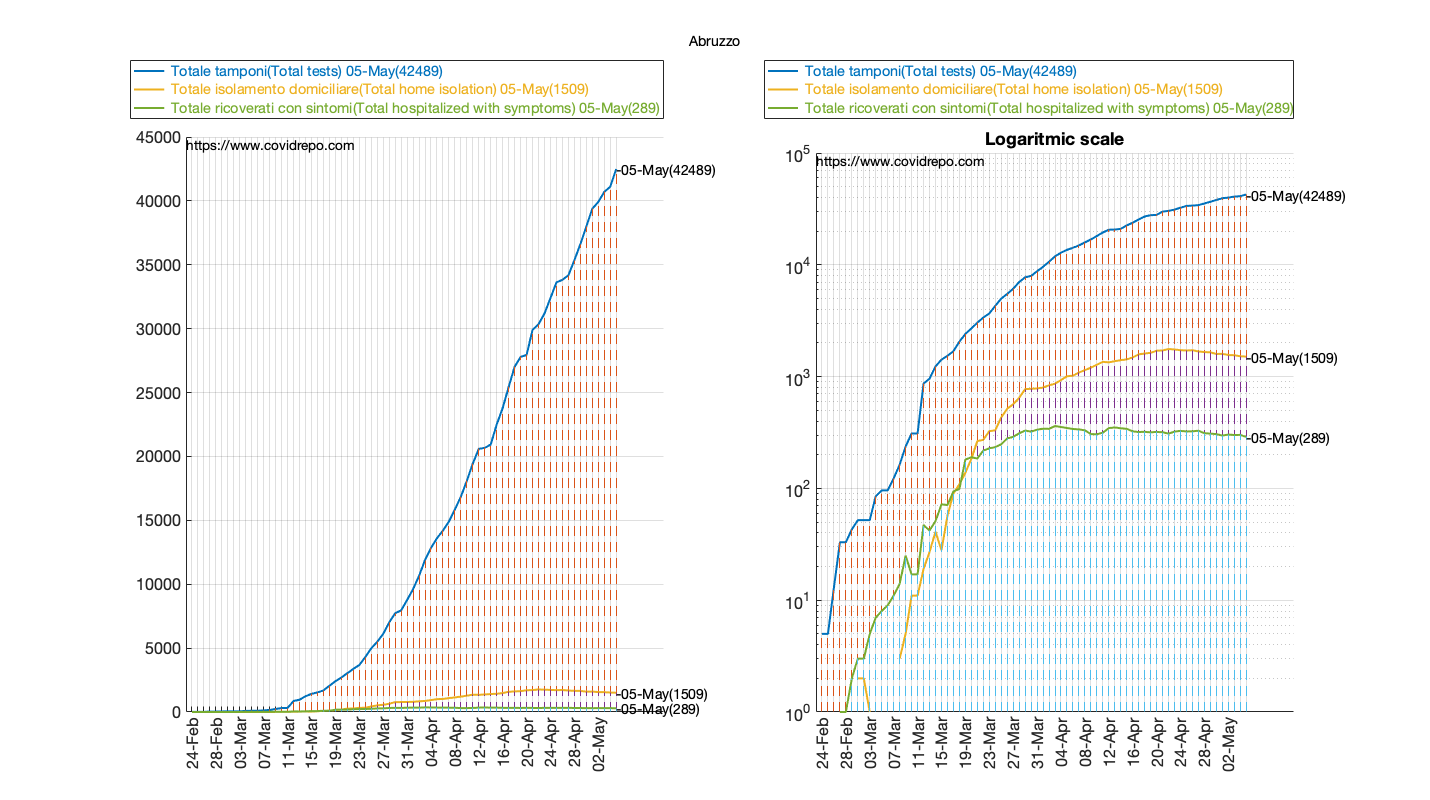 Abruzzo
Totale tamponi(Total tests) 05-May(42489)
Totale isolamento domiciliare(Total home isolation) 05-May(1509)
Totale ricoverati con sintomi(Total hospitalized with symptoms) 05-May(289)
45000
https://www.covidrepo.com
05-May(42489)
40000
35000
30000
25000
20000
15000
10000
5000
05-May(1509)
05-May(289)
0
24-Feb
28-Feb
03-Mar
07-Mar
11-Mar
15-Mar
19-Mar
23-Mar
27-Mar
31-Mar
04-Apr
08-Apr
12-Apr
16-Apr
20-Apr
24-Apr
28-Apr
02-May
Totale tamponi(Total tests) 05-May(42489)
Totale isolamento domiciliare(Total home isolation) 05-May(1509)
Totale ricoverati con sintomi(Total hospitalized with symptoms) 05-May(289)
Logaritmic scale
10^5
https://www.covidrepo.com
05-May(42489)
10^4
05-May(1509)
10^3
05-May(289)
10^2
10^1
10^0
24-Feb
28-Feb
03-Mar
07-Mar
11-Mar
15-Mar
19-Mar
23-Mar
27-Mar
31-Mar
04-Apr
08-Apr
12-Apr
16-Apr
20-Apr
24-Apr
28-Apr
02-May